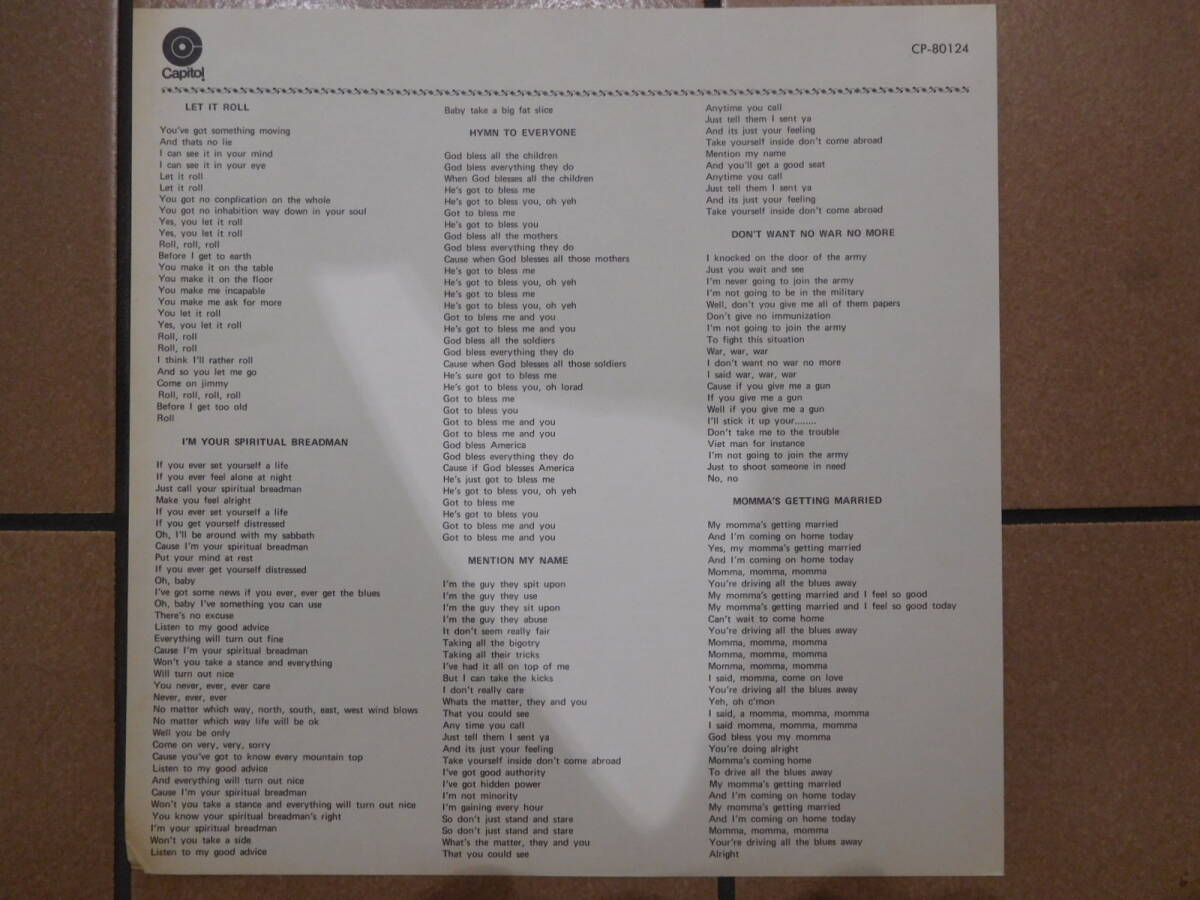 Capitol
CP-80124
LET IT ROLL
You've got something moving
And thats no lie
I can see it in your mind
I can see it in your eye
Let it roll
Let it roll
You got no conplication on the whole
You got no inhabition way down in your soul
Yes, you let it roll
Yes, you let it roll
Roll, roll, roll
Before I get to earth
You make it on the table
You make it on the floor
You make me incapable
You make me ask for more
You let it roll
Yes, you let it roll
Roll, roll
Roll, roll
I think I'll rather roll
And so you let me go
Come on jimmy
Roll, roll, roll, roll
Before I get too old
Roll
I'M YOUR SPIRITUAL BREADMAN
If you ever set yourself a life
If you ever feel alone at night
Just call your spiritual breadman
Make you feel alright
If you ever set yourself a life
If you get yourself distressed
Oh, I'll be around with my sabbath
Cause I'm your spiritual breadman
Put your mind at rest
If you ever get yourself distressed
Oh, baby
I've got some news if you ever, ever get the blues
Oh, baby I've something you can use
There's no excuse
Listen to my good advice
Everything will turn out fine
Cause I'm your spiritual breadman
Won't you take a stance and everything
Will turn out nice
You never, ever, ever care
Never, ever, ever
No matter which way, north, south, east, west wind blows
No matter which way life will be ok
Well you be only
Come on very, very, sorry
Cause you've got to know every mountain top
Listen to my good advice
And everything will turn out nice
Cause I'm your spiritual breadman
Won't you take a stance and everything will turn out nice
You know your spiritual breadman's right
I'm your spiritual breadman
Won't you take a side
Listen to my good advice
Baby take a big fat slice
HYMN TO EVERYONE
God bless all the children
God bless everything they do
When God blesses all the children
He's got to bless me
He's got to bless you, oh yeh
Got to bless me
He's got to bless you
God bless all the mothers
God bless everything they do
Cause when God blesses all those mothers
He's got to bless me
He's got to bless you, oh yeh
He's got to bless me
He's got to bless you, oh yeh
Got to bless me and you
He's got to bless me and you
God bless all the soldiers
God bless everything they do
Cause when God blesses all those soldiers
He's sure got to bless me
He's got to bless you, oh lorad
Got to bless me
Got to bless you
Got to bless me and you
Got to bless me and you
God bless America
God bless everything they do
Cause if God blesses America
He's just got to bless me
He's got to bless you, oh yeh
Got to bless me
He's got to bless you
Got to bless me and you
Got to bless me and you
MENTION MY NAME
I'm the guy they spit upon
I'm the guy they use
I'm the guy they sit upon
I'm the guy they abuse
It don't seem really fair
Taking all the bigotry
Taking all their tricks
I've had it all on top of me
But I can take the kicks
I don't really care
Whats the matter, they and you
That you could see
Any time you call
Just tell them I sent ya
And its just your feeling
Take yourself inside don't come abroad
I've got good authority
I've got hidden power
I'm not minority
I'm gaining every hour
So don't just stand and stare
So don't just stand and stare
What's the matter, they and you
That you could see
Anytime you call
Just tell them I sent ya
And its just your feeling
Take yourself inside don't come abroad
Mention my name
And you'll get a good seat
Anytime you call
Just tell them I sent ya
And its just your feeling
Take yourself inside don't come abroad
DON'T WANT NO WAR NO MORE
I knocked on the door of the army
Just you wait and see
I'm never going to join the army
I'm not going to be in the military
Well, don't you give me all of them papers
Don't give no immunization
I'm not going to join the army
To fight this situation
War, war, war
I don't want no war no more
I said war, war, war
Cause if you give me a gun
If you give me a gun
Well if you give me a gun
I'll stick it up your........
Don't take me to the trouble
Viet man for instance
I'm not going to join the army
Just to shoot someone in need
No, no
MOMMA'S GETTING MARRIED
My momma's getting married
And I'm coming on home today
Yes, my momma's getting married
And I'm coming on home today
Momma, momma, momma
You're driving all the blues away
My momma's getting married and I feel so good
My momma's getting married and I feel so good today
Can't wait to come home
You're driving all the blues away
Momma, momma, momma
Momma, momma, momma
Momma, momma, momma
I said, momma, come on love
You're driving all the blues away
Yeh, oh c'mon
I said, a momma, momma, momma
I said momma, momma, momma
God bless you my momma
You're doing alright
Momma's coming home
To drive all the blues away
My momma's getting married
And I'm coming on home today
My momma's getting married
And I'm coming on home today
Momma, momma, momma
Your're driving all the blues away
Alright